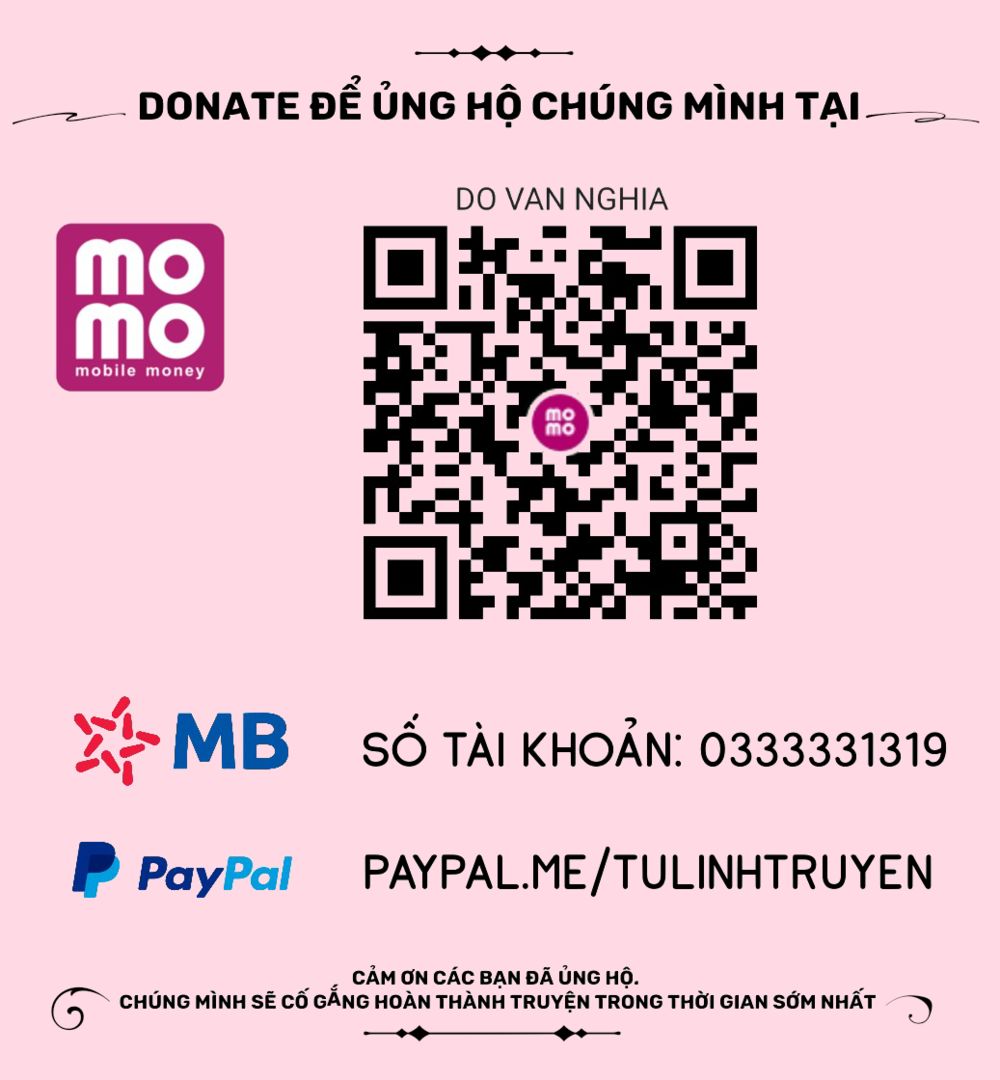 DONATE ĐỂ ỦNG HỘ CHÚNG MÌNH TẠI
DO VAN NGHIA
mo
mo
mobile money
mo
mo
MB
SỐ TÀI KHOẢN: 0333331319
PayPal
PAYPAL.ME/TULINHTRUYEN
CẢM ƠN CÁC BẠN ĐÃ ỦNG HỘ.
CHÚNG MÌNH SẼ CỐ GẮNG HOÀN THÀNH TRUYỆN TRONG THỜI GIAN SỚM NHẤT